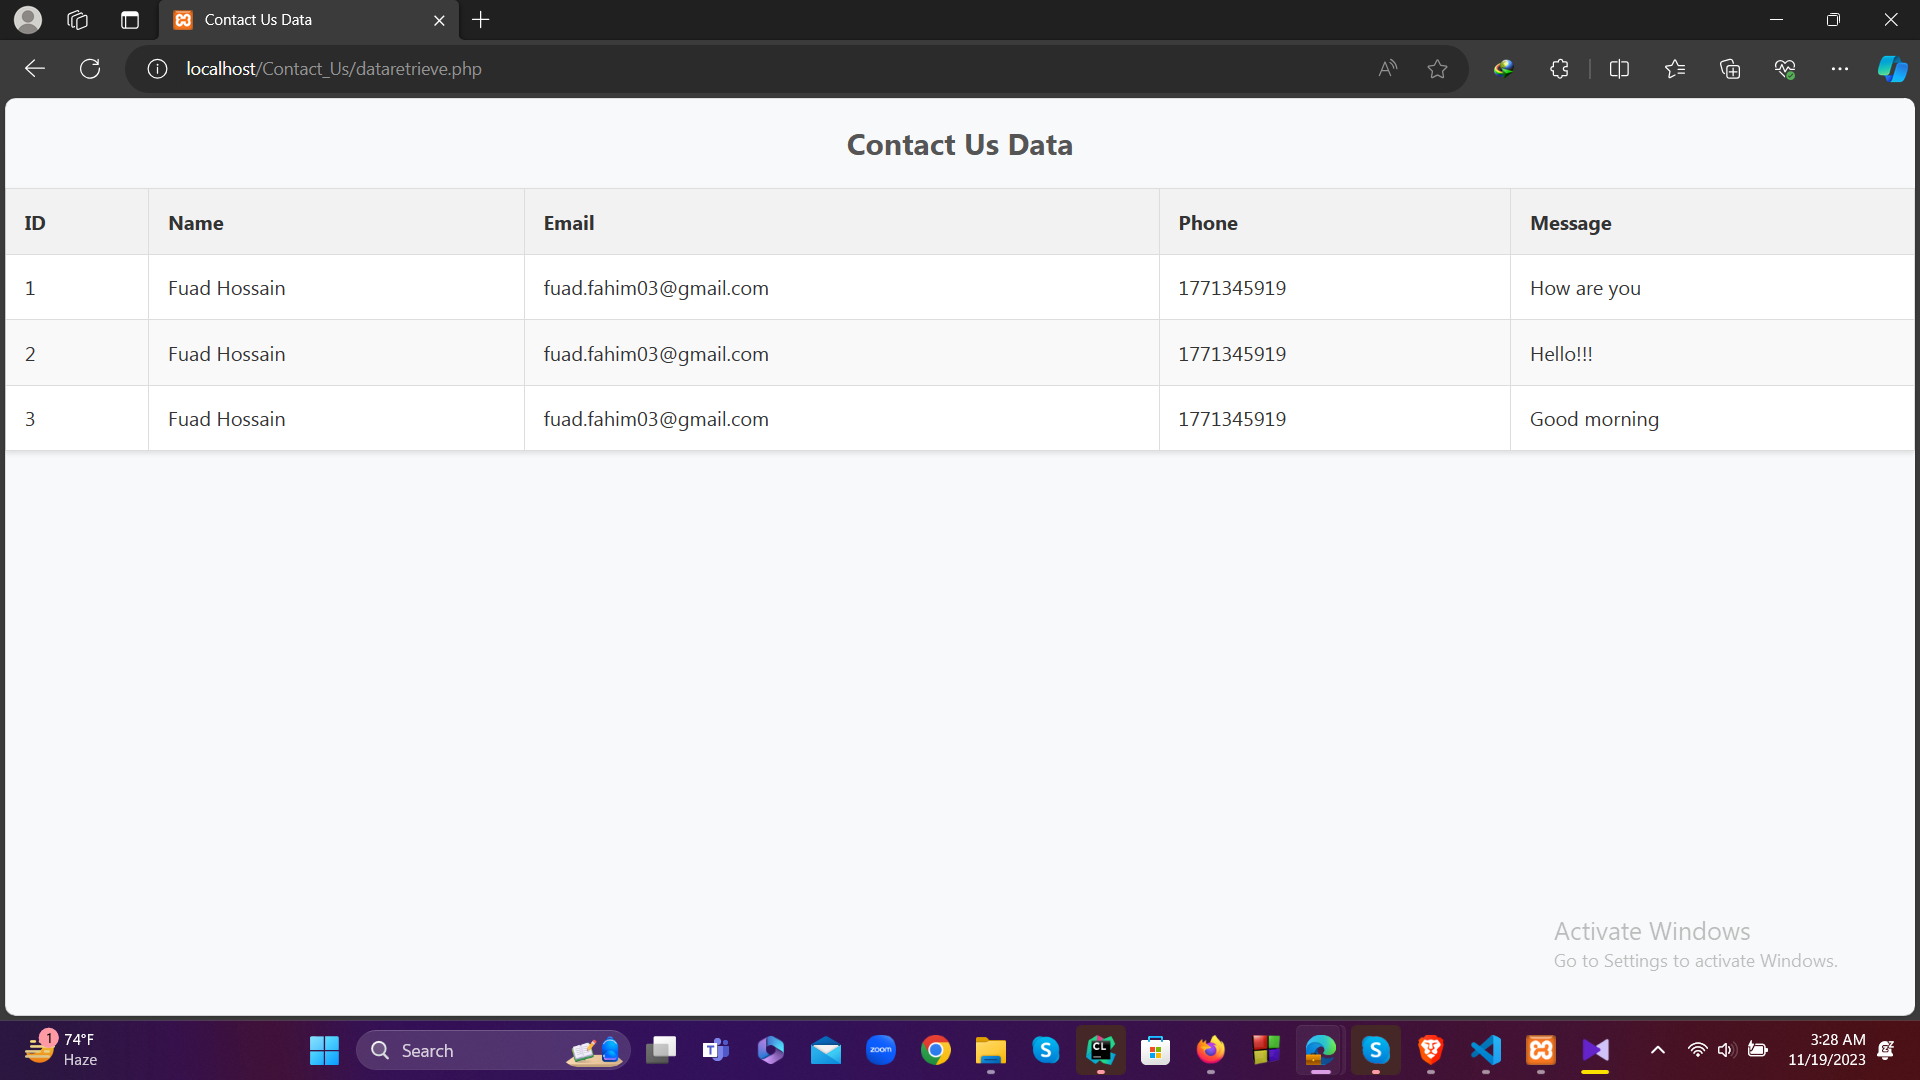 Contact Us Data
localhost/Contact_Us/dataretrieve.php
Contact Us Data
ID Name Email Phone Message
1 Fuad Hossain fuad.fahim03@gmail.com 1771345919 How are you
2 Fuad Hossain fuad.fahim03@gmail.com 1771345919 Hello!!!
3 Fuad Hossain fuad.fahim03@gmail.com 1771345919 Good morning
Activate Windows
Go to Settings to activate Windows.
1 74°F
Haze
Search
zoom
CL
3:28 AM
11/19/2023